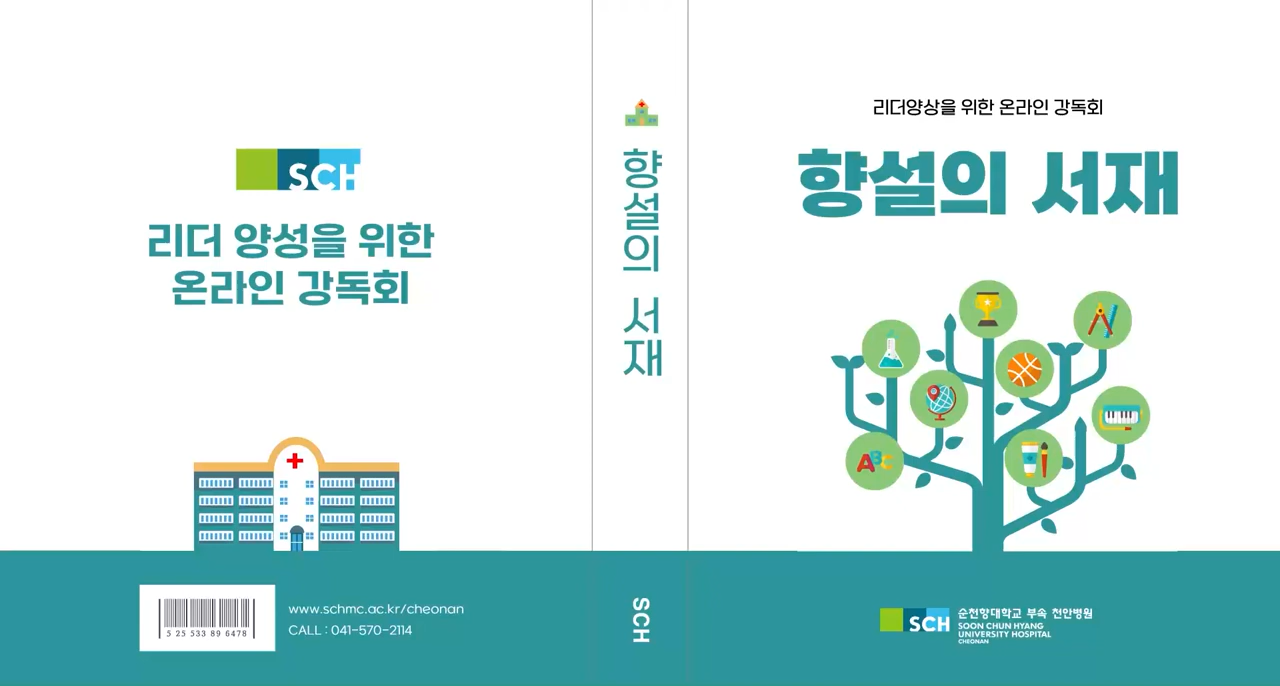 SCH
리더 양성을 위한
온라인 강독회
5 25 533 89 6478
www.schmc.ac.kr/cheonan
CALL : 041-570-2114
향설의 서재
SCH
리더양상을 위한 온라인 강독회
향설의 서재
ABC
SCH
순천향대학교 부속 천안병원
SOON CHUN HYANG
UNIVERSITY HOSPITAL
CHEONAN